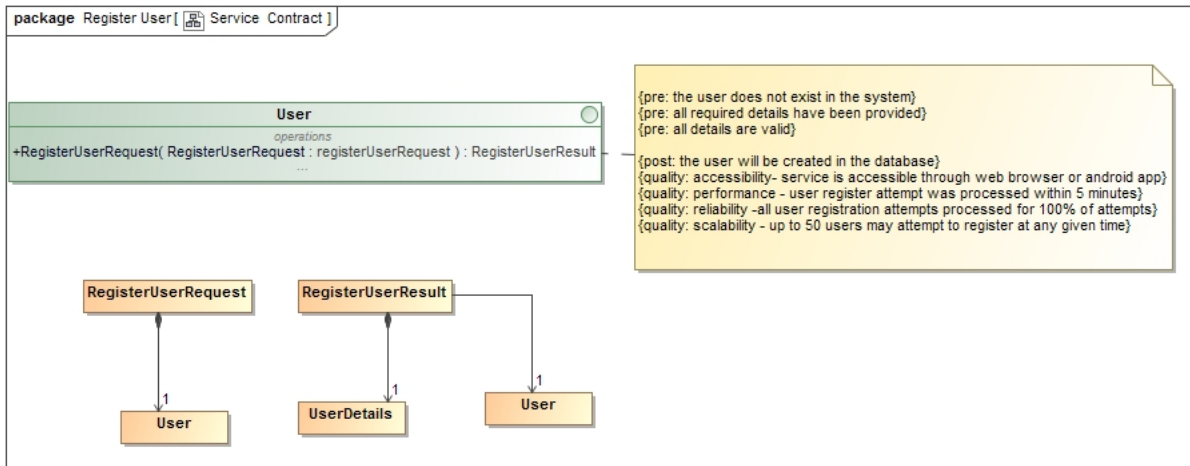 package Register User [ Service Contract ]
User
operations
+RegisterUserRequest( RegisterUserRequest : registerUserRequest ) : RegisterUserResult
...
{pre: the user does not exist in the system}
{pre: all required details have been provided}
{pre: all details are valid}
{post: the user will be created in the database}
{quality: accessibility- service is accessible through web browser or android app}
{quality: performance - user register attempt was processed within 5 minutes}
{quality: reliability -all user registration attempts processed for 100% of attempts}
{quality: scalability - up to 50 users may attempt to register at any given time}
RegisterUserRequest
RegisterUserResult
1
1
1
User
UserDetails
User